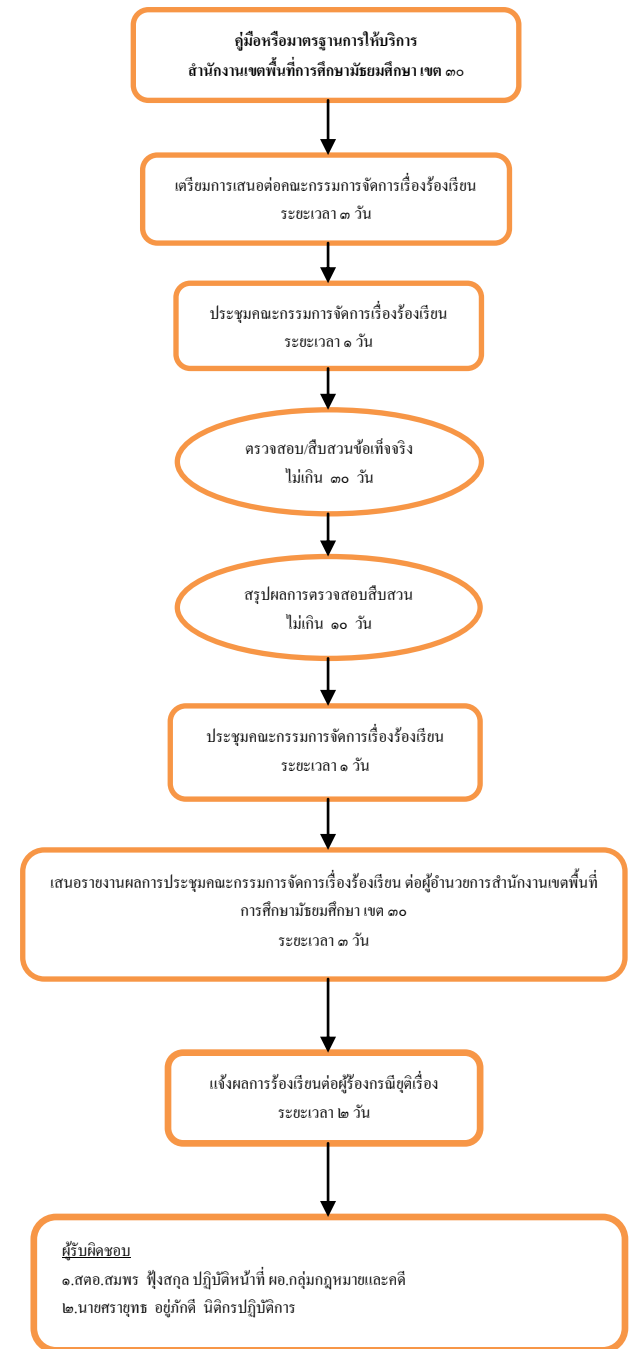 คู่มือหรือมาตรฐานการให้บริการ
สำนักงานเขตพื้นที่การศึกษามัธยมศึกษา เขต ๓๐
เตรียมการเสนอต่อคณะกรรมการจัดการเรื่องร้องเรียน
ระยะเวลา ๓ วัน
ประชุมคณะกรรมการจัดการเรื่องร้องเรียน
ระยะเวลา ๑ วัน
ตรวจสอบ/สืบสวนข้อเท็จจริง
ไม่เกิน ๓๐ วัน
สรุปผลการตรวจสอบสืบสวน
ไม่เกิน ๑๐ วัน
ประชุมคณะกรรมการจัดการเรื่องร้องเรียน
ระยะเวลา ๑ วัน
เสนอรายงานผลการประชุมคณะกรรมการจัดการเรื่องร้องเรียน ต่อผู้อำนวยการสำนักงานเขตพื้นที่
การศึกษามัธยมศึกษา เขต ๓๐
ระยะเวลา ๓ วัน
แจ้งผลการร้องเรียนต่อผู้ร้องกรณียุติเรื่อง
ระยะเวลา ๒ วัน
ผู้รับผิดชอบ
๑.สตอ.สมพร ฟุ้งสกุล ปฏิบัติหน้าที่ ผอ.กลุ่มกฎหมายและคดี
๒.นายศรายุทธ อยู่ภักดี นิติกรปฏิบัติการ